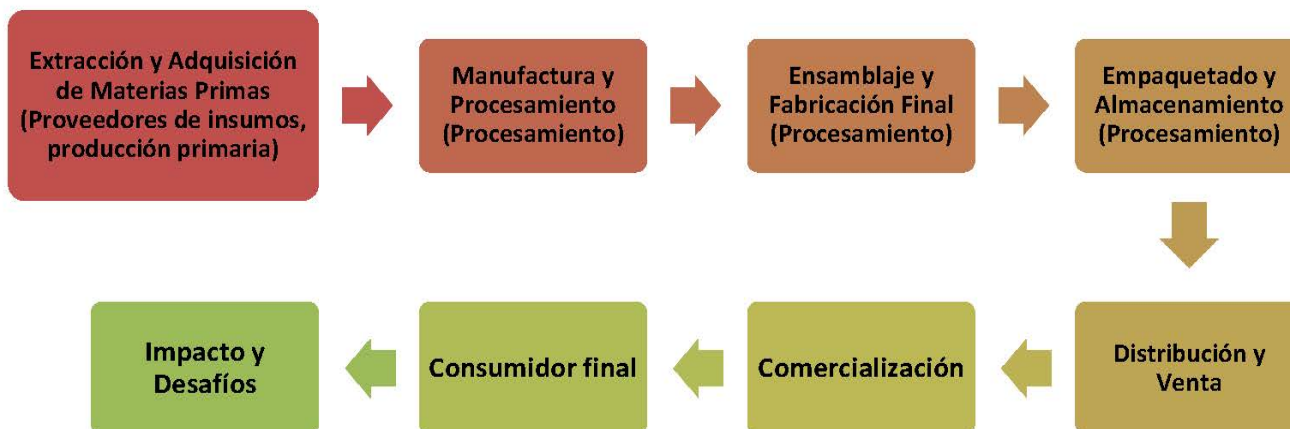 Extracción y Adquisición
de Materias Primas
(Proveedores de insumos,
producción primaria)
Manufactura y
Procesamiento
(Procesamiento)
Ensamblaje y
Fabricación Final
(Procesamiento)
Empaquetado y
Almacenamiento
(Procesamiento)
Distribución y
Venta
Comercialización
Consumidor final
Impacto y
Desafíos